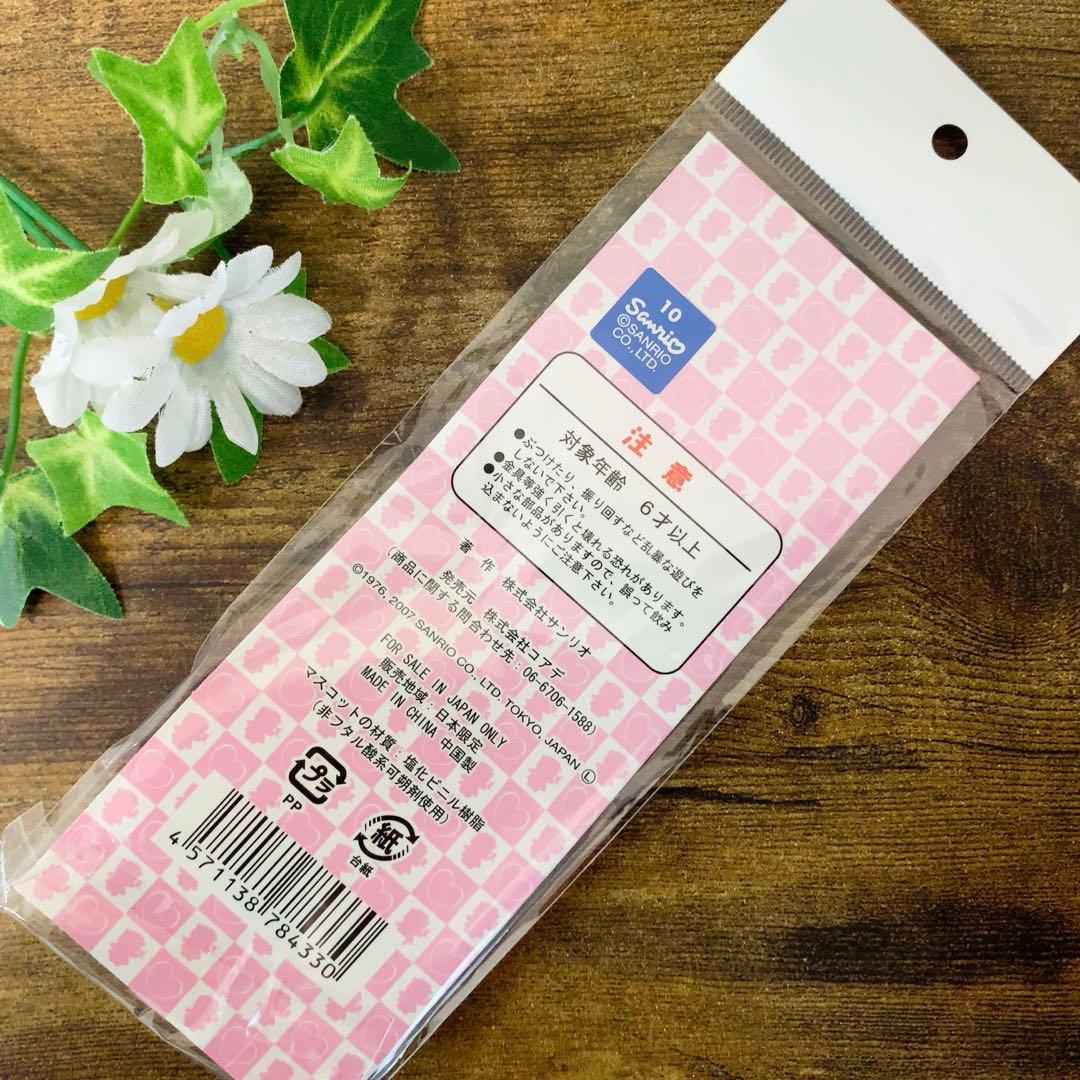 10
Sanrio
©SANRIO
CO.,LTD.
注意
対象年齢 6才以上
●ぶつけたり、振り回すなど乱暴な遊びを
しないで下さい。
●金具等強く引くと壊れる恐れがあります。
●小さな部品がありますので、誤って飲み
込まないようにご注意下さい。
著作 株式会社サンリオ
発売元 株式会社コアデ
(商品に関する問合わせ先:06-6706-1588)
©1976, 2007 SANRIO CO., LTD. TOKYO, JAPAN Ⓛ
FOR SALE IN JAPAN ONLY
販売地域:日本限定
MADE IN CHINA 中国製
マスコットの材質:塩化ビニル樹脂
(非フタル酸系可朔剤使用)
プラ
PP
紙
台紙
4 571138 784330